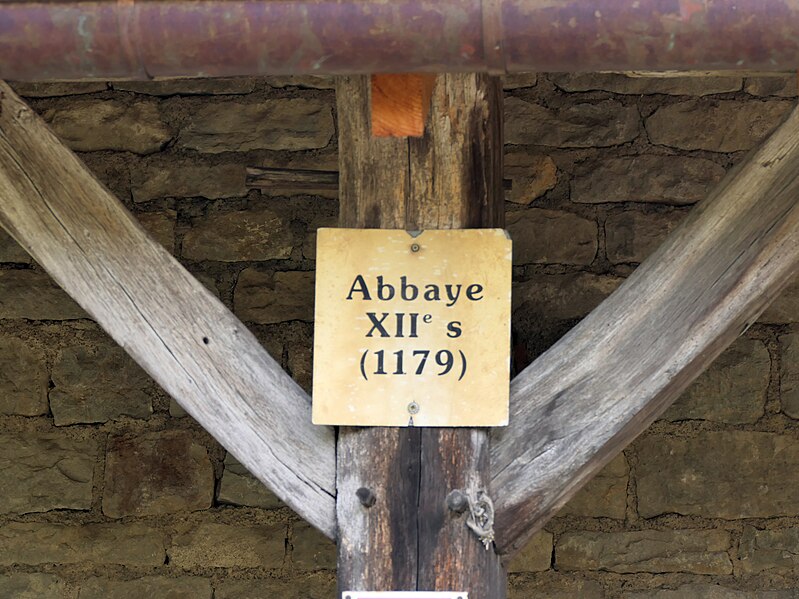 Abbaye
XIIᵉ s
(1179)